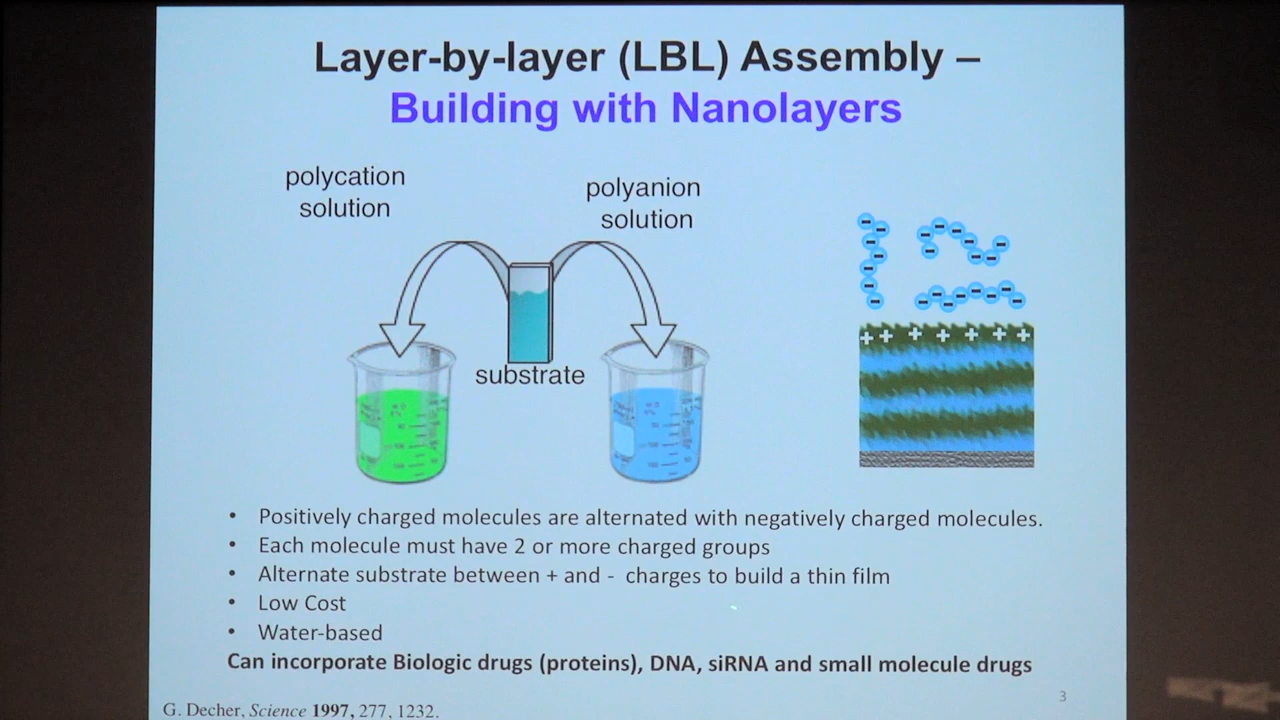 Layer-by-layer (LBL) Assembly –
Building with Nanolayers
polycation
solution
polyanion
solution
substrate
• Positively charged molecules are alternated with negatively charged molecules.
• Each molecule must have 2 or more charged groups
• Alternate substrate between + and - charges to build a thin film
• Low Cost
• Water-based
Can incorporate Biologic drugs (proteins), DNA, siRNA and small molecule drugs
3
G. Decher, Science 1997, 277, 1232.